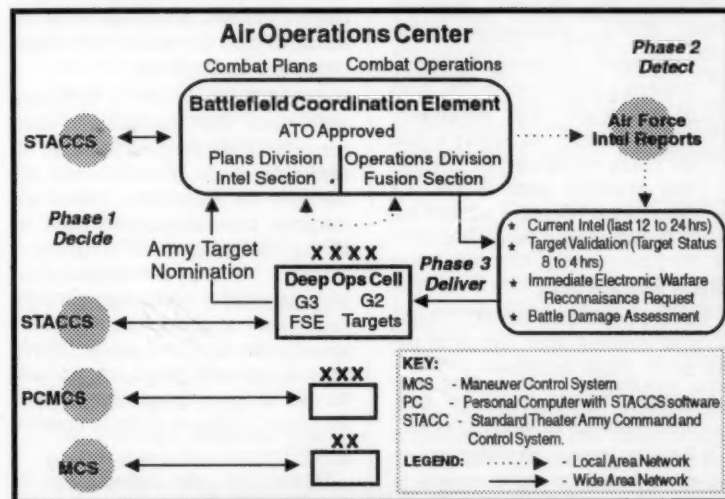 Air Operations Center
Combat Plans Combat Operations
Phase 2
Detect
Battlefield Coordination Element
ATO Approved
Plans Division
Intel Section
Operations Division
Fusion Section
STACCS
Air Force
Intel Reports
Phase 1
Decide
Army Target
Nomination
X X X X
Deep Ops Cell
G3 G2
FSE Targets
Phase 3
Deliver
* Current Intel (last 12 to 24 hrs)
* Target Validation (Target Status
8 to 4 hrs)
* Immediate Electronic Warfare
Reconnaisance Request
* Battle Damage Assessment
STACCS
PCMCS
X X X
MCS
X X
KEY:
MCS - Maneuver Control System
PC - Personal Computer with STACCS software
STACC - Standard Theater Army Command and
Control System.
LEGEND: - Local Area Network
- Wide Area Network